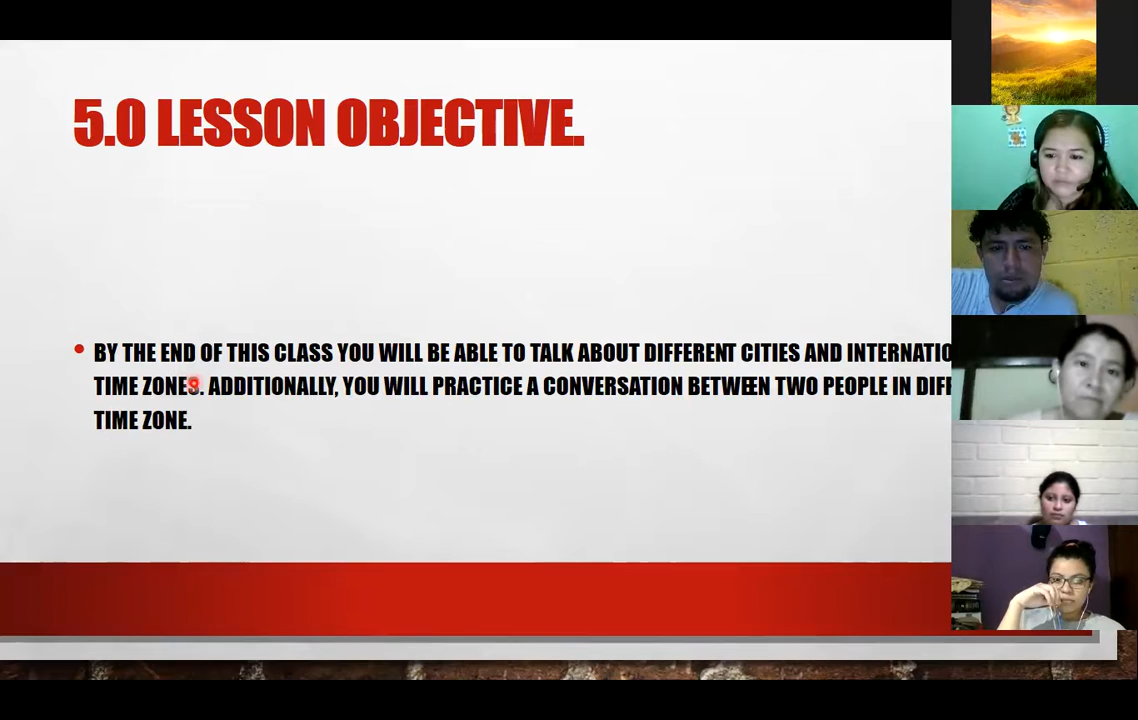 5.0 LESSON OBJECTIVE.
• BY THE END OF THIS CLASS YOU WILL BE ABLE TO TALK ABOUT DIFFERENT CITIES AND INTERNATIO
TIME ZONES. ADDITIONALLY, YOU WILL PRACTICE A CONVERSATION BETWEEN TWO PEOPLE IN DIFF
TIME ZONE.